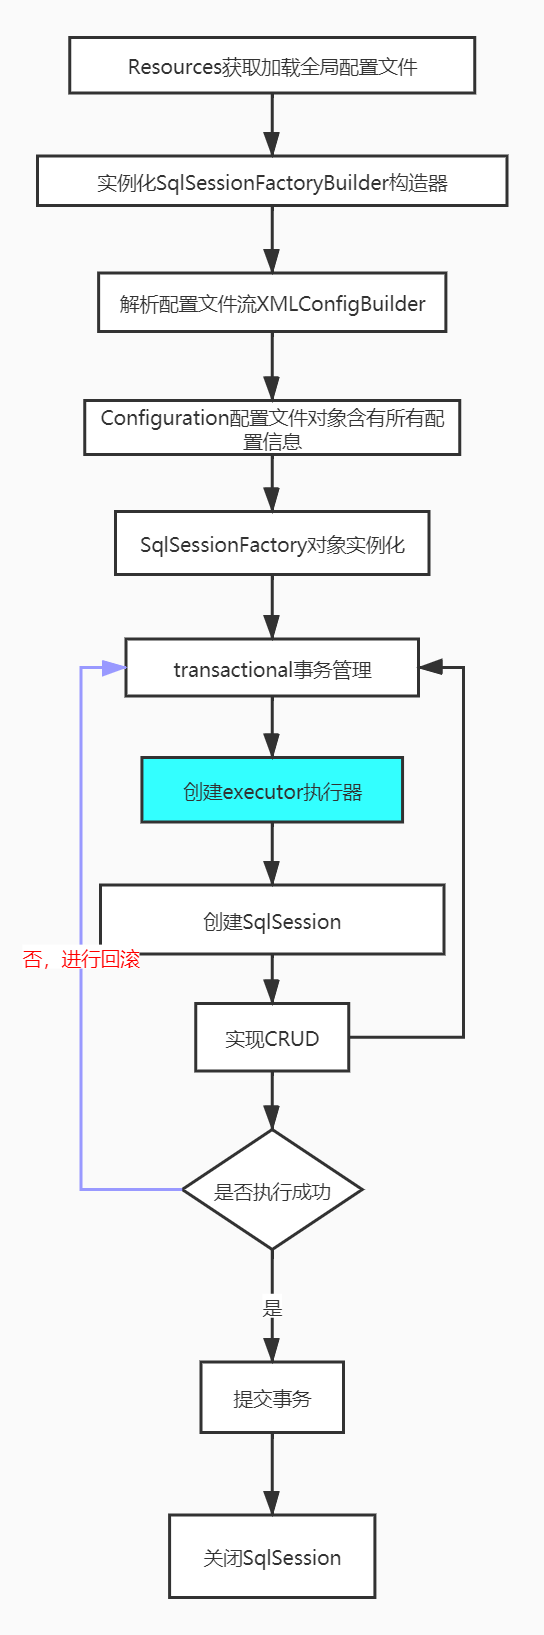 Resources获取加载全局配置文件
实例化SqlSessionFactoryBuilder构造器
解析配置文件流XMLConfigBuilder
Configuration配置文件对象含有所有配
置信息
SqlSessionFactory对象实例化
transactional事务管理
创建executor执行器
创建SqlSession
否，进行回滚
实现CRUD
是否执行成功
是
提交事务
关闭SqlSession